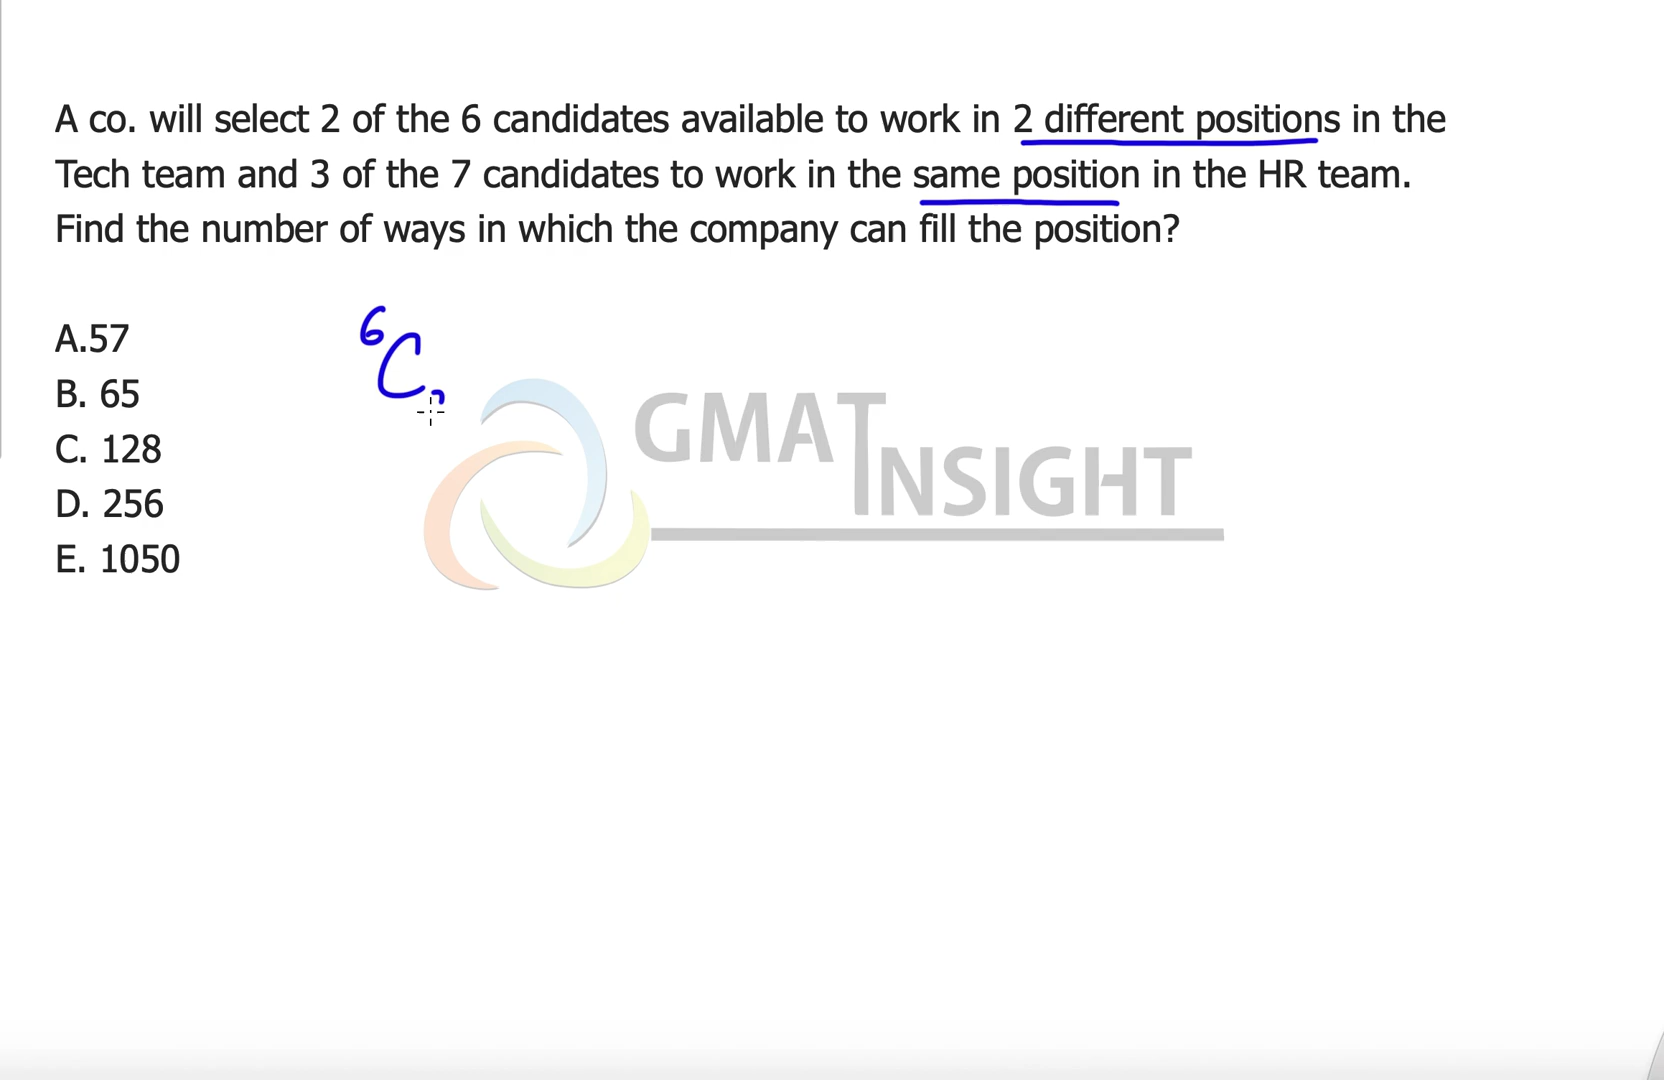 A co. will select 2 of the 6 candidates available to work in 2 different positions in the
Tech team and 3 of the 7 candidates to work in the same position in the HR team.
Find the number of ways in which the company can fill the position?
A.57
B. 65
C. 128
D. 256
E. 1050
6C
GMAT INSIGHT